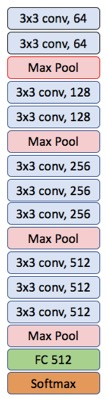 3x3 conv, 64
3x3 conv, 64
Max Pool
3x3 conv, 128
3x3 conv, 128
Max Pool
3x3 conv, 256
3x3 conv, 256
3x3 conv, 256
Max Pool
3x3 conv, 512
3x3 conv, 512
3x3 conv, 512
Max Pool
FC 512
Softmax